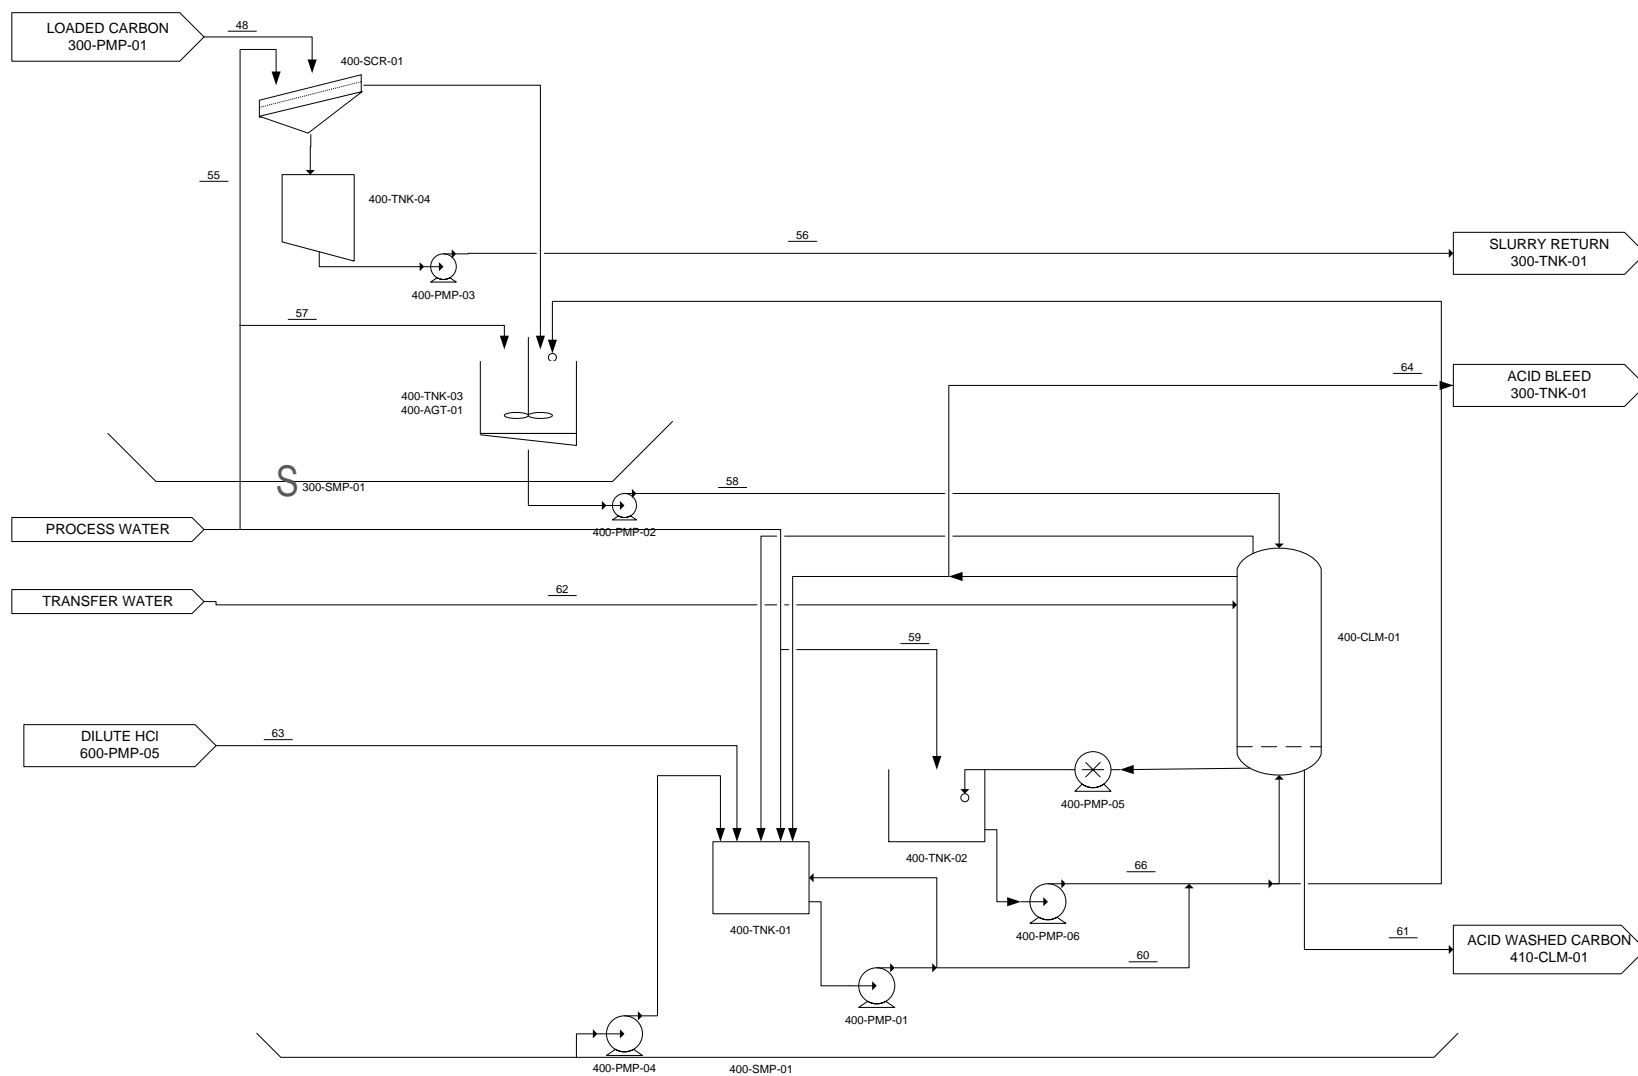 LOADED CARBON
300-PMP-01
48
400-SCR-01
55
400-TNK-04
56
SLURRY RETURN
300-TNK-01
400-PMP-03
57
64
ACID BLEED
300-TNK-01
400-TNK-03
400-AGT-01
S
300-SMP-01
58
PROCESS WATER
400-PMP-02
TRANSFER WATER
62
59
400-CLM-01
DILUTE HCl
600-PMP-05
63
400-PMP-05
400-TNK-02
66
400-TNK-01
400-PMP-06
61
ACID WASHED CARBON
410-CLM-01
60
400-PMP-01
400-PMP-04
400-SMP-01